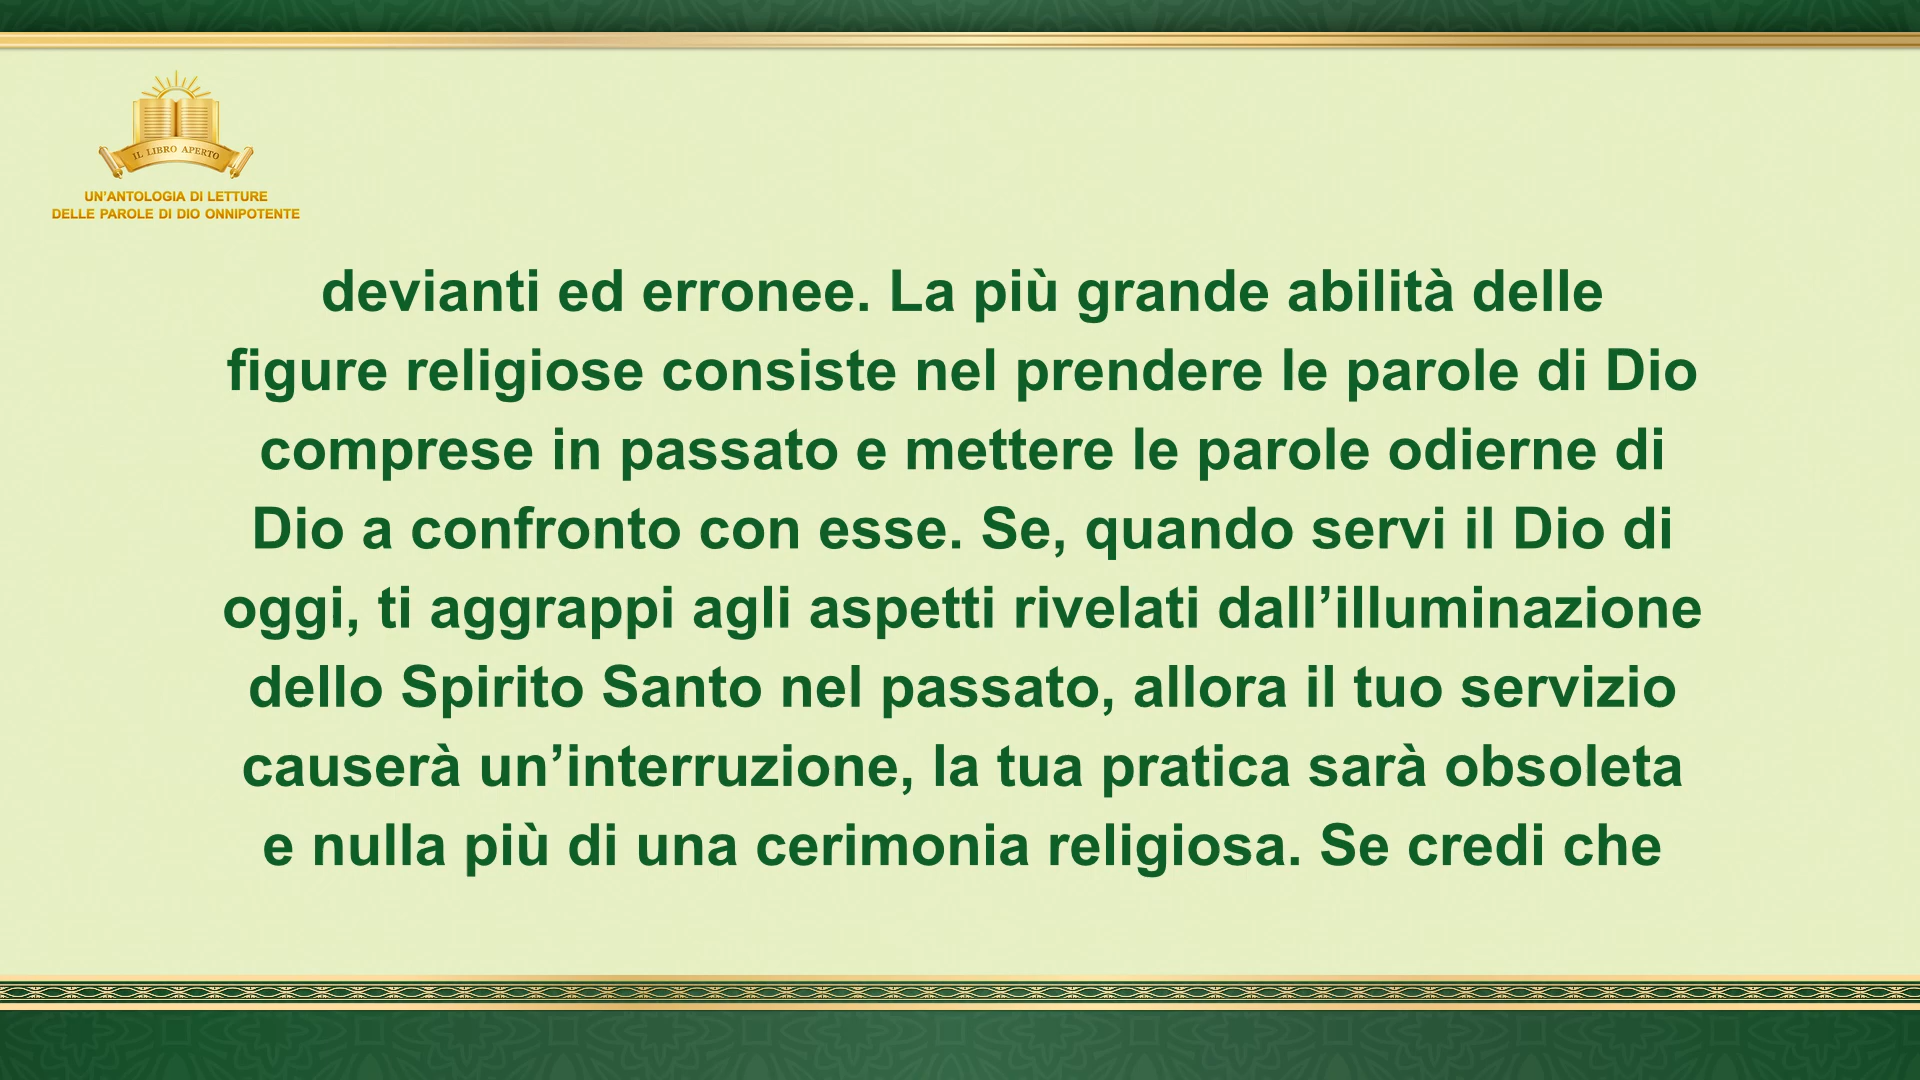 IL LIBRO APERTO
UN'ANTOLOGIA DI LETTURE
DELLE PAROLE DI DIO ONNIPOTENTE
devianti ed erronee. La più grande abilità delle
figure religiose consiste nel prendere le parole di Dio
comprese in passato e mettere le parole odierne di
Dio a confronto con esse. Se, quando servi il Dio di
oggi, ti aggrappi agli aspetti rivelati dall’illuminazione
dello Spirito Santo nel passato, allora il tuo servizio
causerà un’interruzione, la tua pratica sarà obsoleta
e nulla più di una cerimonia religiosa. Se credi che